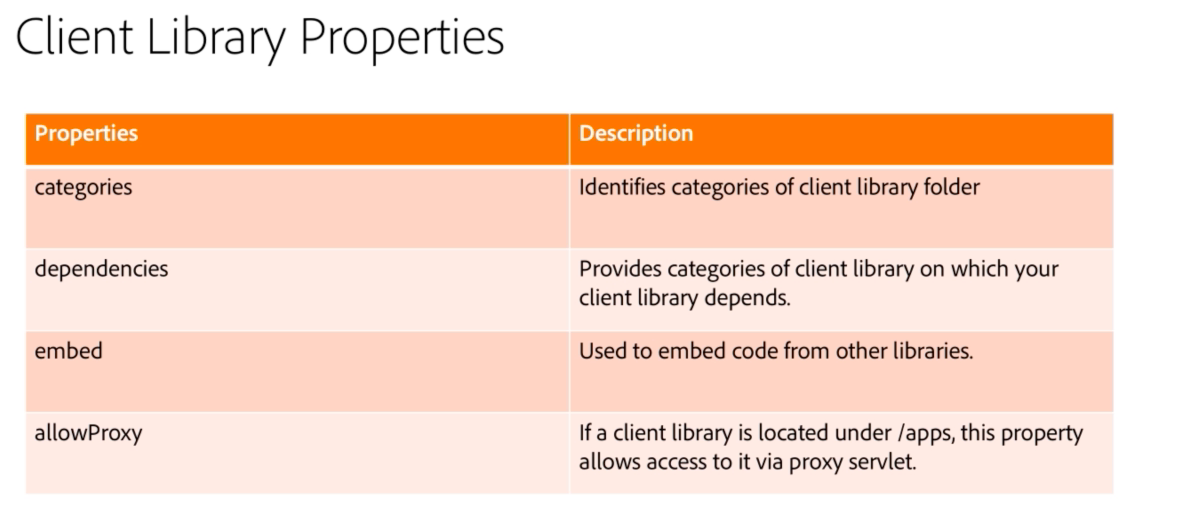 Client Library Properties
Properties Description
categories Identifies categories of client library folder
dependencies Provides categories of client library on which your
client library depends.
embed Used to embed code from other libraries.
allowProxy If a client library is located under /apps, this property
allows access to it via proxy servlet.